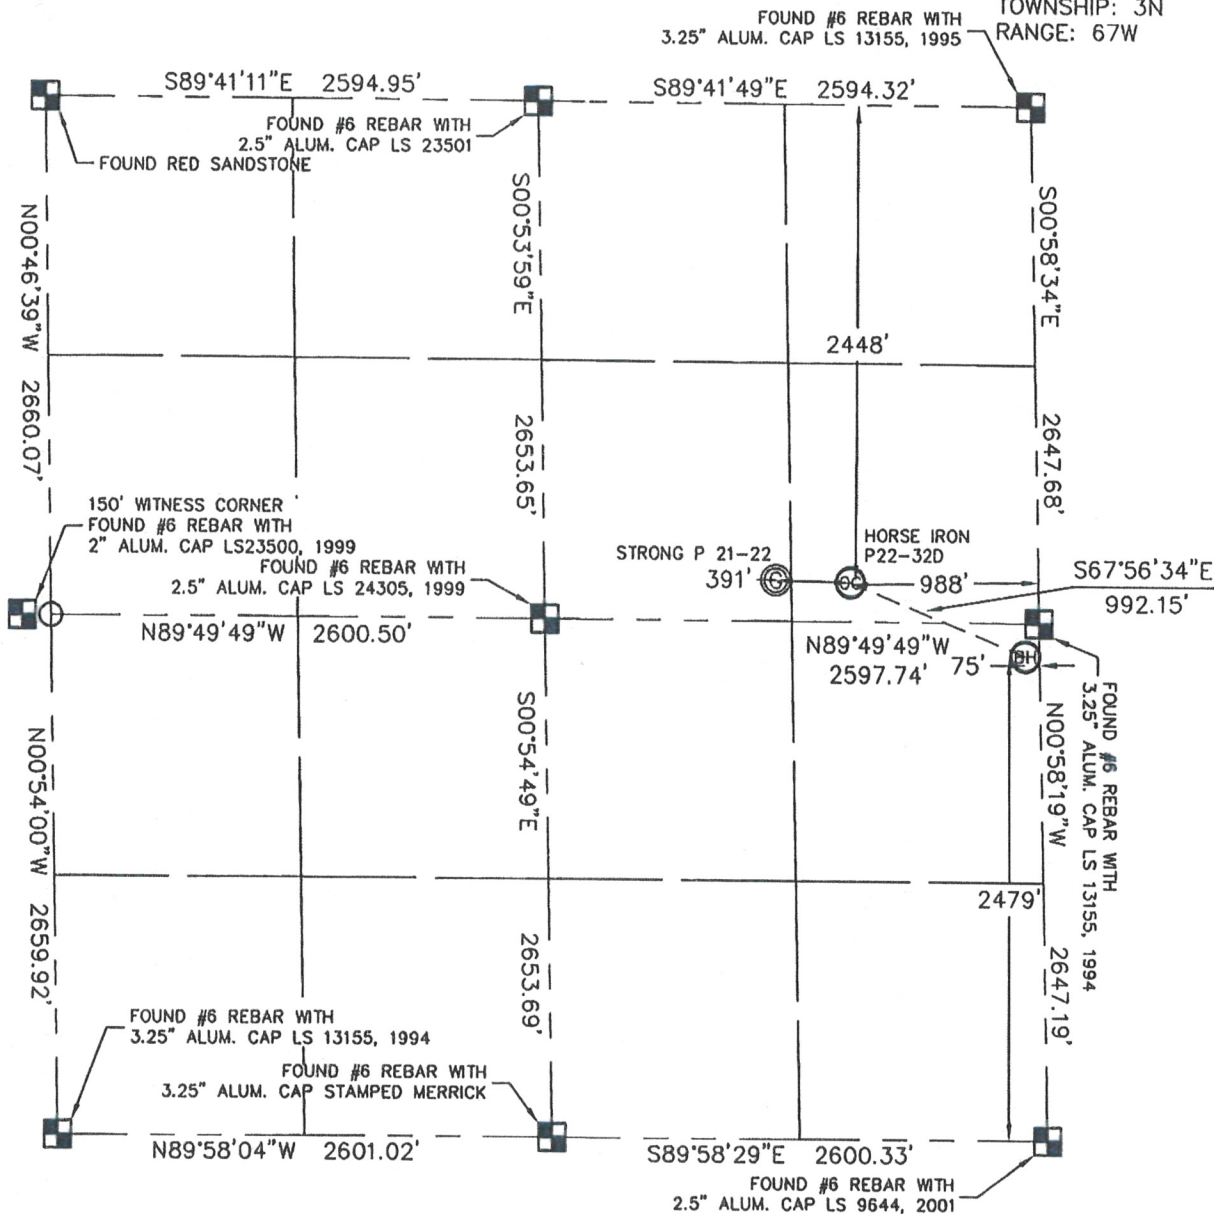 TOWNSHIP: 3N
RANGE: 67W
FOUND #6 REBAR WITH
3.25" ALUM. CAP LS 13155, 1995
S89°41'11"E 2594.95'
S89°41'49"E 2594.32'
FOUND #6 REBAR WITH
2.5" ALUM. CAP LS 23501
FOUND RED SANDSTONE
N00°46'39"W 2660.07'
S00°53'59"E 2653.65'
S00°58'34"E 2647.68'
2448'
150' WITNESS CORNER
FOUND #6 REBAR WITH
2" ALUM. CAP LS23500, 1999
FOUND #6 REBAR WITH
2.5" ALUM. CAP LS 24305, 1999
STRONG P 21-22
391'
G
HORSE IRON
P22-32D
OG
988'
S67°56'34"E
992.15'
N89°49'49"W 2600.50'
N89°49'49"W
2597.74'
75'
BH
FOUND #6 REBAR WITH
3.25" ALUM. CAP LS 13155, 1994
N00°54'00"W 2659.92'
S00°54'49"E 2653.69'
N00°58'19"W 2647.19'
2479'
FOUND #6 REBAR WITH
3.25" ALUM. CAP LS 13155, 1994
FOUND #6 REBAR WITH
3.25" ALUM. CAP STAMPED MERRICK
N89°58'04"W 2601.02'
S89°58'29"E 2600.33'
FOUND #6 REBAR WITH
2.5" ALUM. CAP LS 9644, 2001